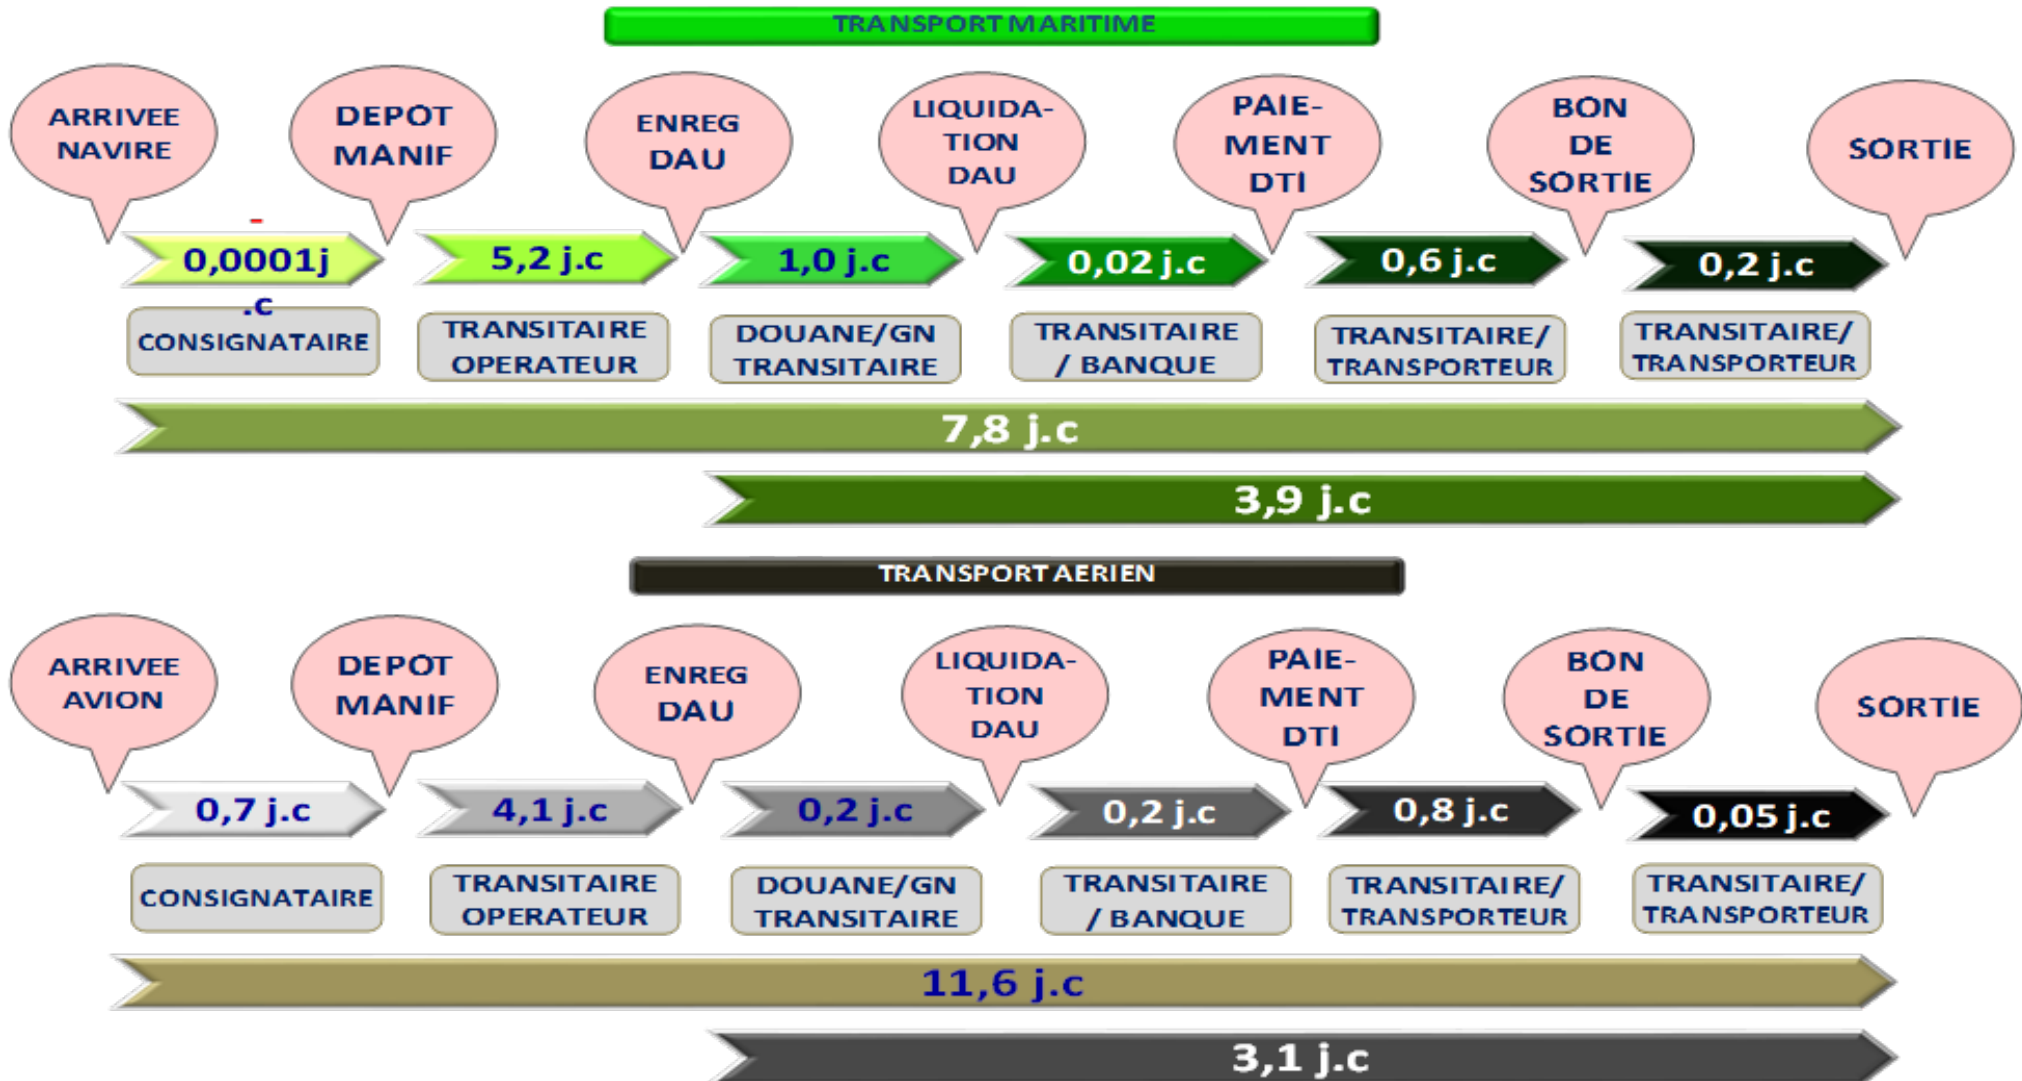 TRANSPORT MARITIME
ARRIVEE
NAVIRE
DEPOT
MANIF
ENREG
DAU
LIQUIDA-
TION
DAU
PAIE-
MENT
DTI
BON
DE
SORTIE
SORTIE
-
0,0001j
.c
5,2 j.c
1,0 j.c
0,02 j.c
0,6 j.c
0,2 j.c
CONSIGNATAIRE
TRANSITAIRE
OPERATEUR
DOUANE/GN
TRANSITAIRE
TRANSITAIRE
/ BANQUE
TRANSITAIRE/
TRANSPORTEUR
TRANSITAIRE/
TRANSPORTEUR
7,8 j.c
3,9 j.c
TRANSPORT AERIEN
ARRIVEE
AVION
DEPOT
MANIF
ENREG
DAU
LIQUIDA-
TION
DAU
PAIE-
MENT
DTI
BON
DE
SORTIE
SORTIE
0,7 j.c
4,1 j.c
0,2 j.c
0,2 j.c
0,8 j.c
0,05 j.c
CONSIGNATAIRE
TRANSITAIRE
OPERATEUR
DOUANE/GN
TRANSITAIRE
TRANSITAIRE
/ BANQUE
TRANSITAIRE/
TRANSPORTEUR
TRANSITAIRE/
TRANSPORTEUR
11,6 j.c
3,1 j.c